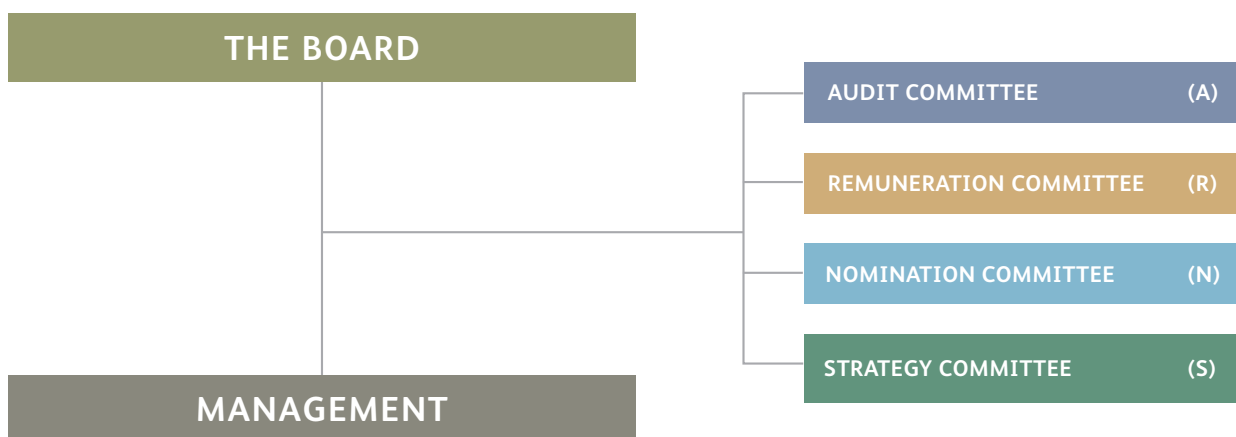 THE BOARD
AUDIT COMMITTEE (A)
REMUNERATION COMMITTEE (R)
NOMINATION COMMITTEE (N)
STRATEGY COMMITTEE (S)
MANAGEMENT